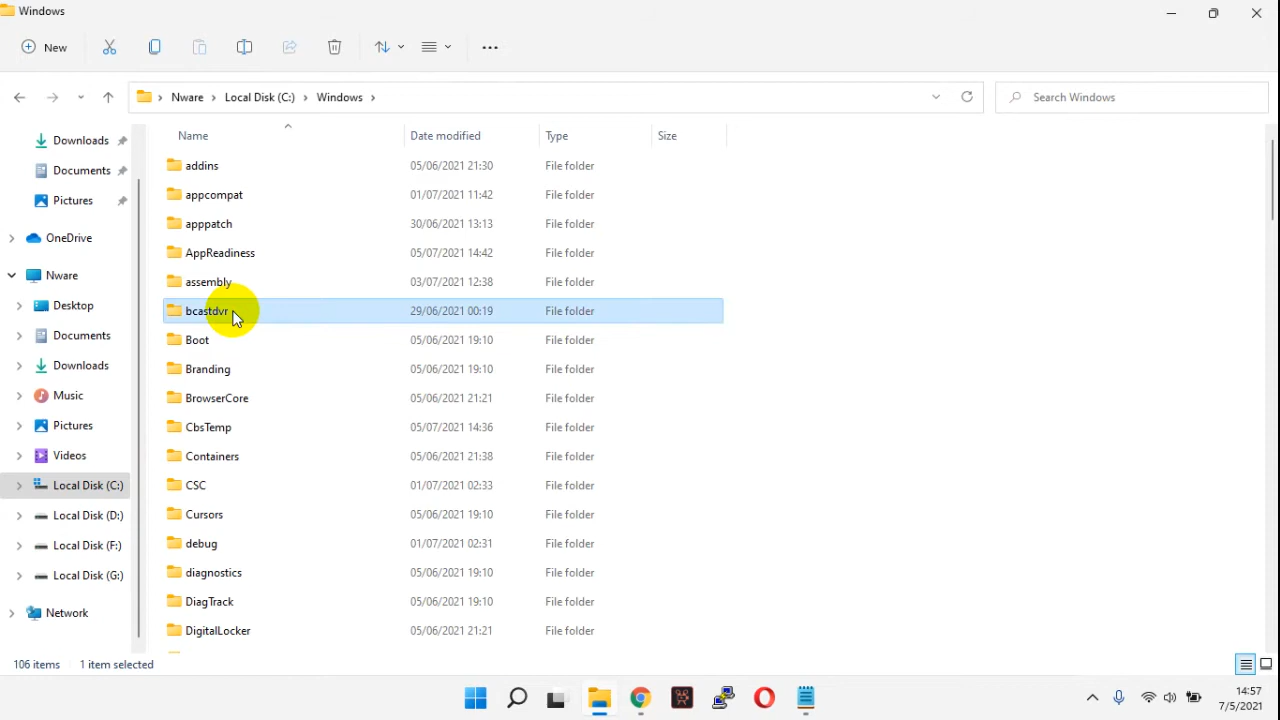 Windows
New
Nware > Local Disk (C:) > Windows >
Search Windows
Name Date modified Type Size
Downloads
Documents
Pictures
OneDrive
Nware
Desktop
Documents
Downloads
Music
Pictures
Videos
Local Disk (C:)
Local Disk (D:)
Local Disk (F:)
Local Disk (G:)
Network
addins 05/06/2021 21:30 File folder
appcompat 01/07/2021 11:42 File folder
apppatch 30/06/2021 13:13 File folder
AppReadiness 05/07/2021 14:42 File folder
assembly 03/07/2021 12:38 File folder
bcastdvr 29/06/2021 00:19 File folder
Boot 05/06/2021 19:10 File folder
Branding 05/06/2021 19:10 File folder
BrowserCore 05/06/2021 21:21 File folder
CbsTemp 05/07/2021 14:36 File folder
Containers 05/06/2021 21:38 File folder
CSC 01/07/2021 02:33 File folder
Cursors 05/06/2021 19:10 File folder
debug 01/07/2021 02:31 File folder
diagnostics 05/06/2021 19:10 File folder
DiagTrack 05/06/2021 19:10 File folder
DigitalLocker 05/06/2021 21:21 File folder
106 items 1 item selected
14:57
7/5/2021